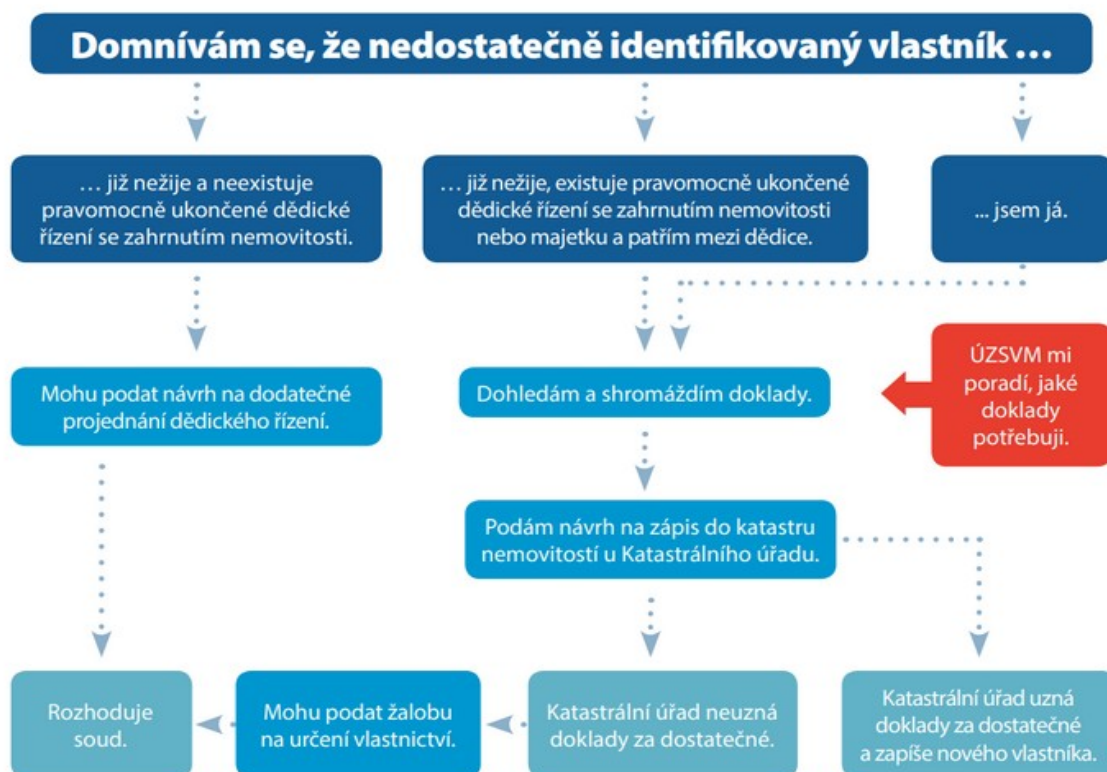 Domnívám se, že nedostatečně identifikovaný vlastník …
… již nežije a neexistuje
pravomocně ukončené dědické
řízení se zahrnutím nemovitosti.
… již nežije, existuje pravomocně ukončené
dědické řízení se zahrnutím nemovitosti
nebo majetku a patřím mezi dědice.
... jsem já.
Mohu podat návrh na dodatečné
projednání dědického řízení.
Dohledám a shromáždím doklady.
ÚZSVM mi
poradí, jaké
doklady
potřebuji.
Podám návrh na zápis do katastru
nemovitostí u Katastrálního úřadu.
Rozhoduje
soud.
Mohu podat žalobu
na určení vlastnictví.
Katastrální úřad neuzná
doklady za dostatečné.
Katastrální úřad uzná
doklady za dostatečné
a zapíše nového vlastníka.